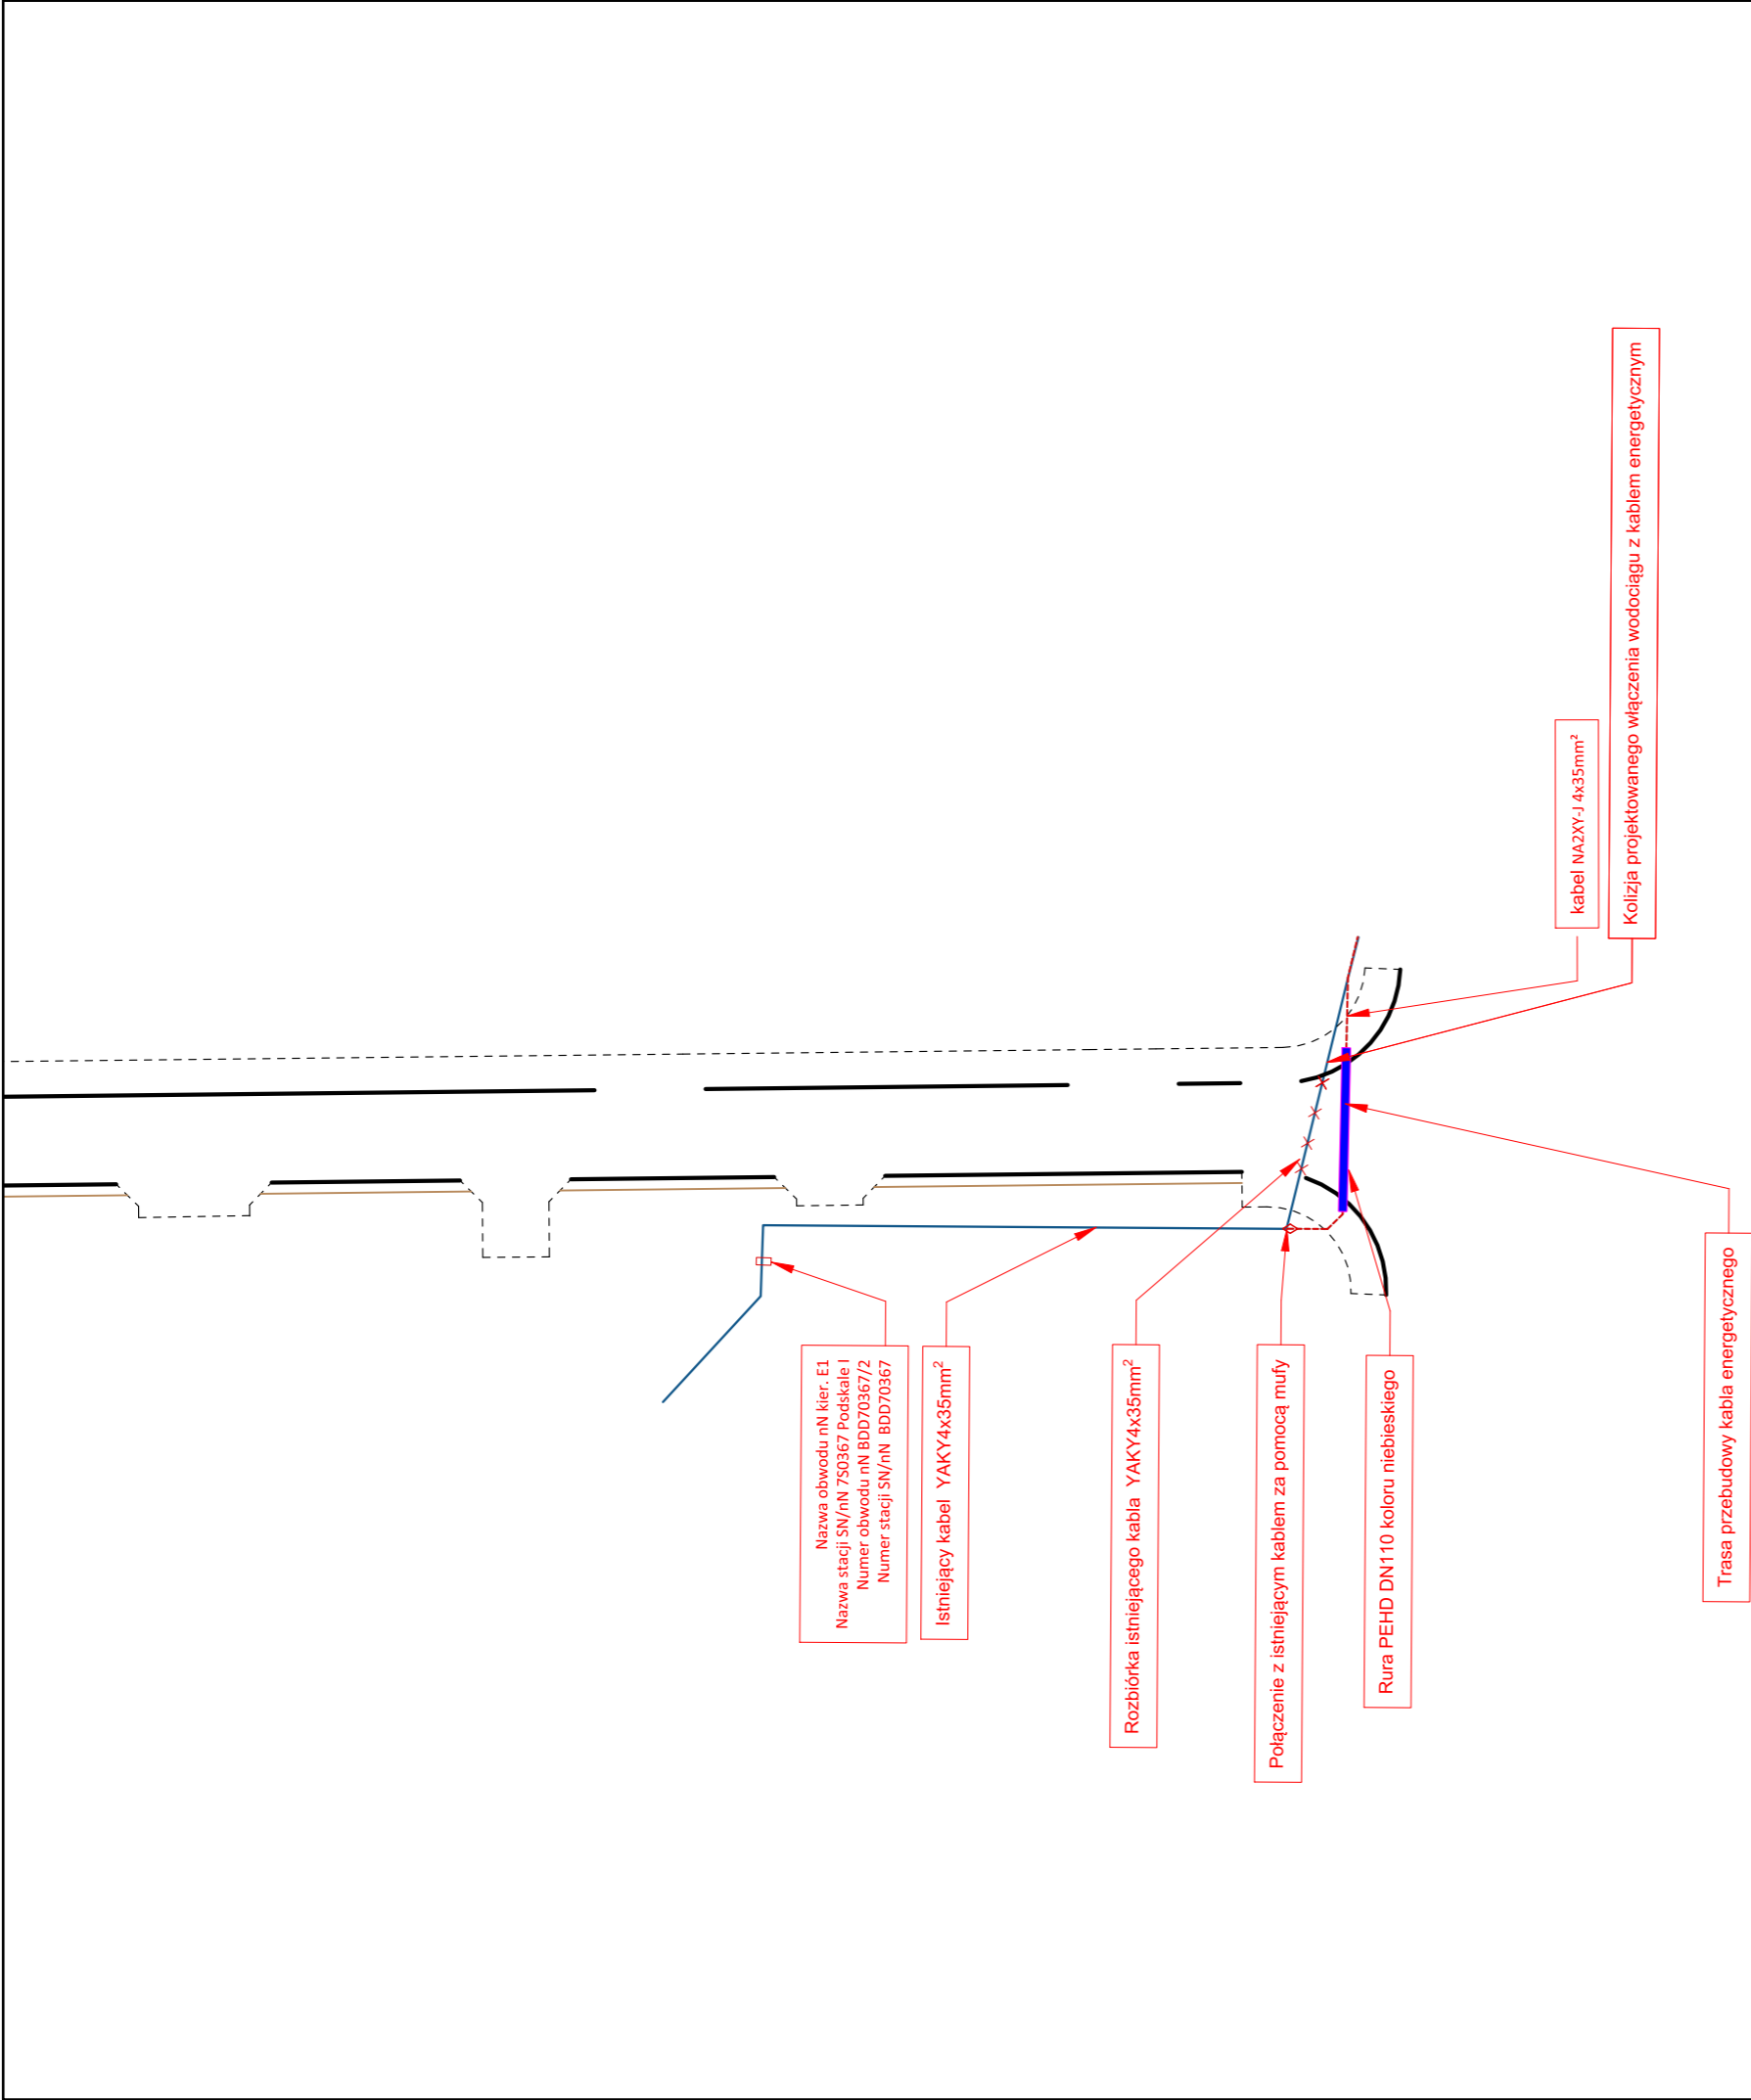 Nazwa obwodu nN kier. E1
Nazwa stacji SN/nN 7S0367 Podskale I
Numer obwodu nN BDD70367/2
Numer stacji SN/nN BDD70367
Istniejący kabel YAKY4x35mm²
Rozbiórka istniejącego kabla YAKY4x35mm²
Połączenie z istniejącym kablem za pomocą mufy
Rura PEHD DN110 koloru niebieskiego
kabel NA2XY-J 4x35mm²
Kolizja projektowanego włączenia wodociągu z kablem energetycznym
Trasa przebudowy kabla energetycznego